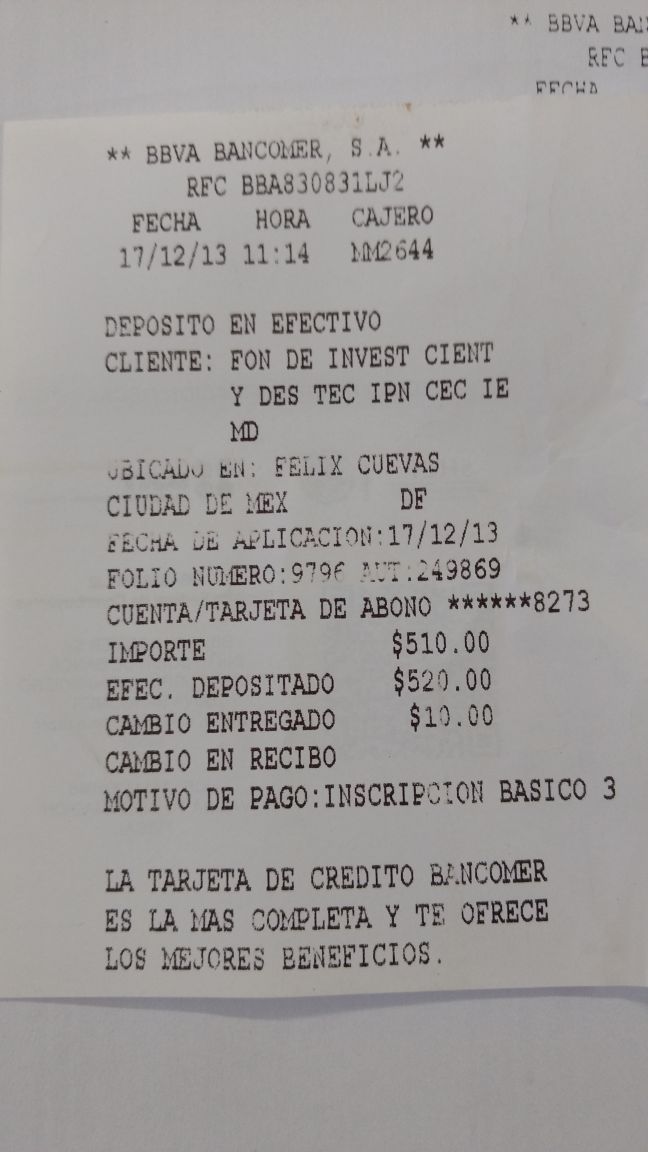 ** BBVA BAN
RFC B
FECHA
** BBVA BANCOMER, S.A. **
RFC BBA830831LJ2
FECHA HORA CAJERO
17/12/13 11:14 MM2644
DEPOSITO EN EFECTIVO
CLIENTE: FON DE INVEST CIENT
Y DES TEC IPN CEC IE
MD
UBICADO EN: FELIX CUEVAS
CIUDAD DE MEX DF
FECHA DE APLICACION:17/12/13
FOLIO NUMERO:9796 AUT:249869
CUENTA/TARJETA DE ABONO ******8273
IMPORTE $510.00
EFEC. DEPOSITADO $520.00
CAMBIO ENTREGADO $10.00
CAMBIO EN RECIBO
MOTIVO DE PAGO:INSCRIPCION BASICO 3
LA TARJETA DE CREDITO BANCOMER
ES LA MAS COMPLETA Y TE OFRECE
LOS MEJORES BENEFICIOS.